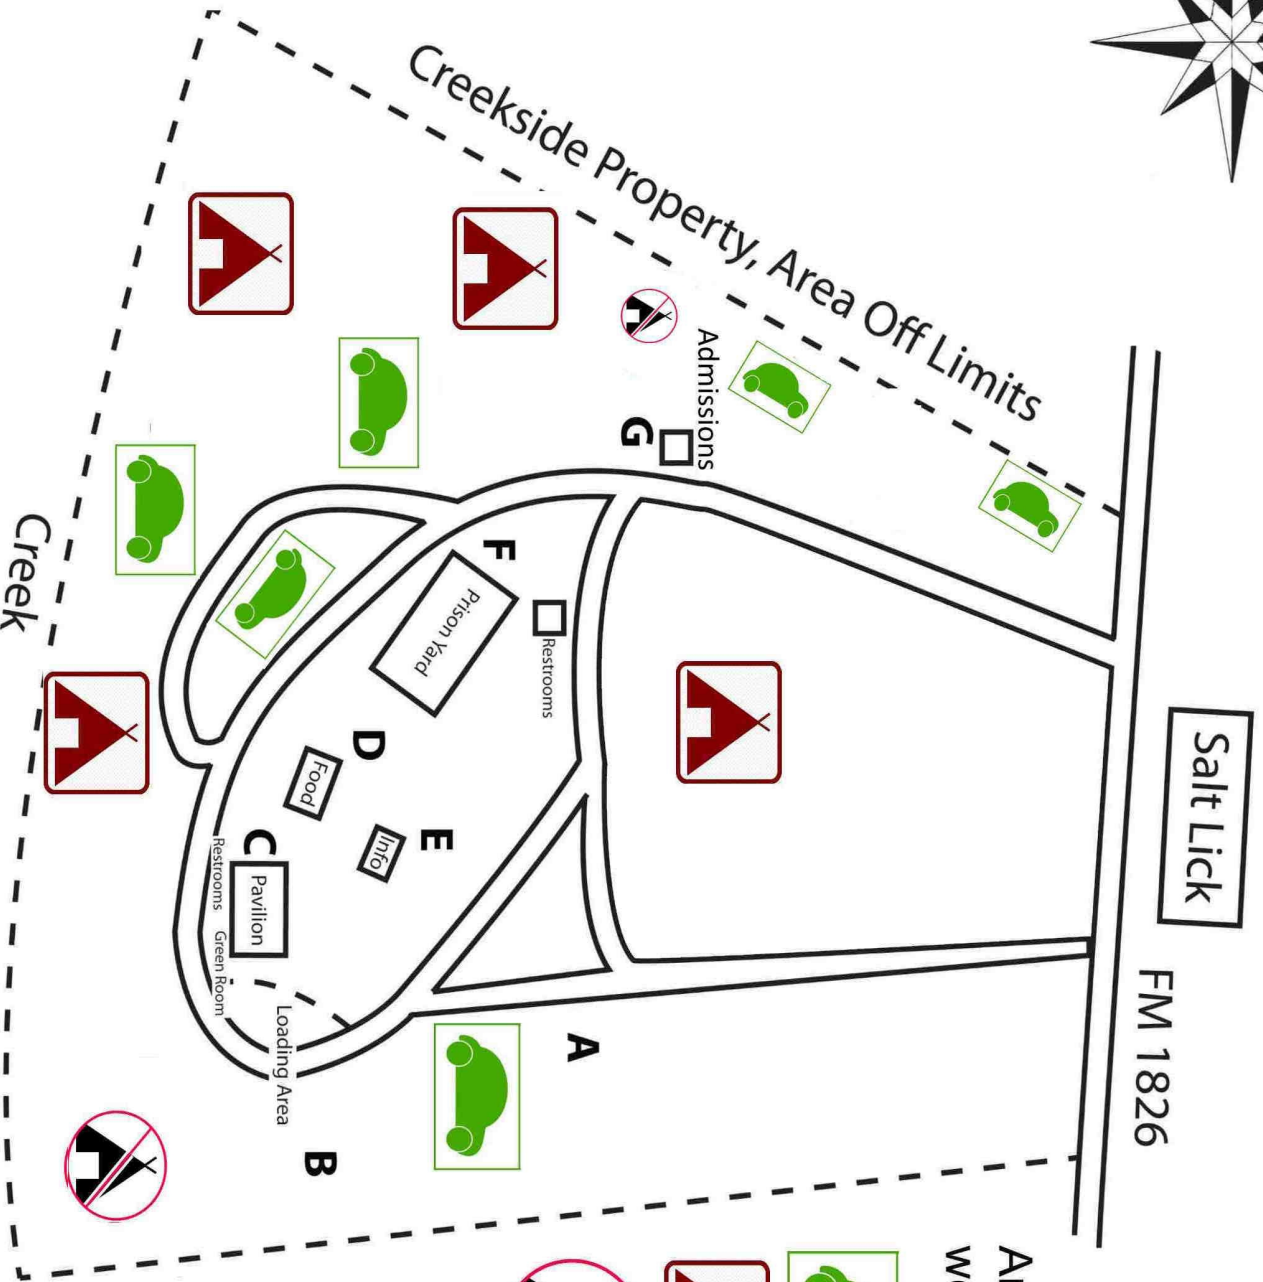 Salt Lick
FM 1826
Creekside Property, Area Off Limits
Admissions
G
F
Prison Yard
Restrooms
D
Food
E
Info
C
Pavilion
Restrooms
Green Room
Loading Area
A
B
Creek